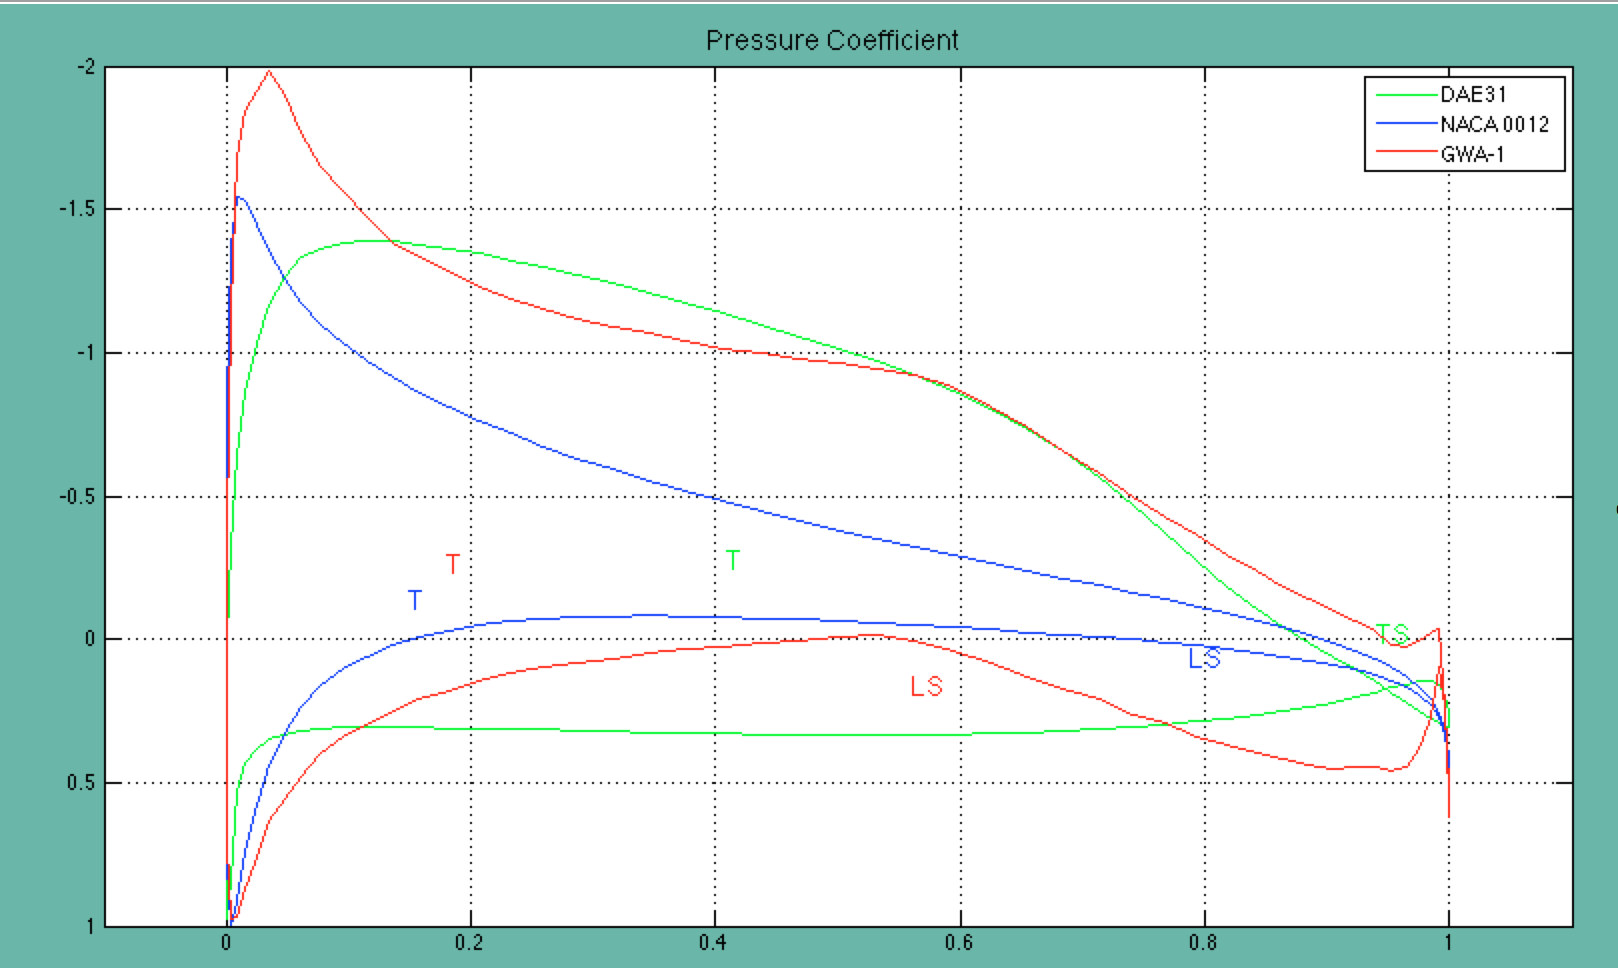 Pressure Coefficient
-2
-1.5
-1
-0.5
0
0.5
1
DAE31
NACA 0012
GWA-1
T
T
T
TS
LS
LS
0
0.2
0.4
0.6
0.8
1